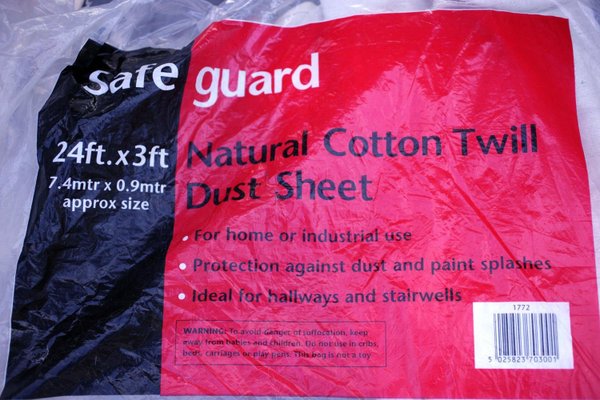 Safeguard
24ft.x3ft
7.4mtr x 0.9mtr
approx size
Natural Cotton Twill
Dust Sheet
• For home or industrial use
• Protection against dust and paint splashes
• Ideal for hallways and stairwells
WARNING: To avoid danger of suffocation, keep
away from babies and children. Do not use in cribs,
beds, carriages or play pens. This bag is not a toy
1772
5 025823 703001